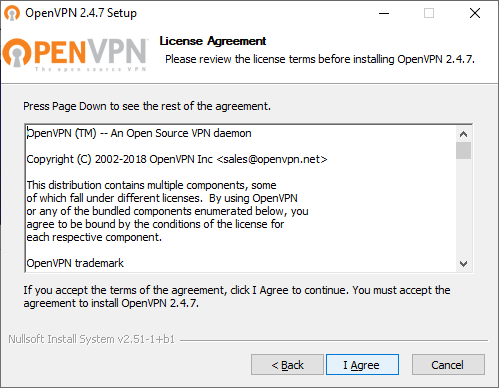 OpenVPN 2.4.7 Setup
OPENVPN
The open source VPN
License Agreement
Please review the license terms before installing OpenVPN 2.4.7.
Press Page Down to see the rest of the agreement.
OpenVPN (TM) -- An Open Source VPN daemon
Copyright (C) 2002-2018 OpenVPN Inc <sales@openvpn.net>
This distribution contains multiple components, some
of which fall under different licenses. By using OpenVPN
or any of the bundled components enumerated below, you
agree to be bound by the conditions of the license for
each respective component.
OpenVPN trademark
If you accept the terms of the agreement, click I Agree to continue. You must accept the
agreement to install OpenVPN 2.4.7.
Nullsoft Install System v2.51-1+b1
< Back
I Agree
Cancel